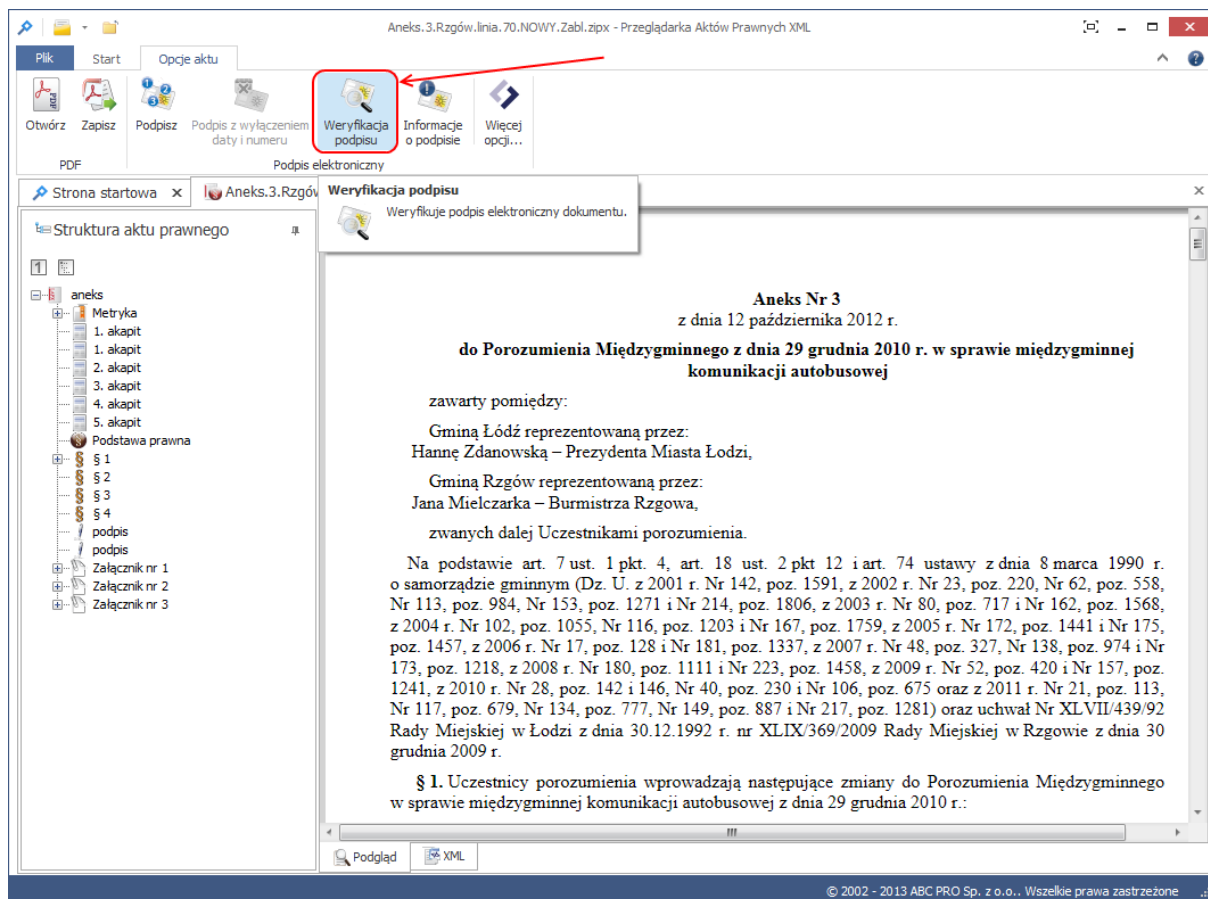 Aneks.3.Rzgów.linia.70.NOWY.Zabl.zipx - Przeglądarka Aktów Prawnych XML
Plik Start Opcje aktu
Otwórz Zapisz Podpisz Podpis z wyłączeniem daty i numeru Weryfikacja podpisu Informacje o podpisie Więcej opcji...
PDF Podpis elektroniczny
Strona startowa x Aneks.3.Rzgów
Weryfikacja podpisu
Weryfikuje podpis elektroniczny dokumentu.
Struktura aktu prawnego
1
aneks
Metryka
1. akapit
1. akapit
2. akapit
3. akapit
4. akapit
5. akapit
Podstawa prawna
§ 1
§ 2
§ 3
§ 4
podpis
podpis
Załącznik nr 1
Załącznik nr 2
Załącznik nr 3
Aneks Nr 3
z dnia 12 października 2012 r.
do Porozumienia Międzygminnego z dnia 29 grudnia 2010 r. w sprawie międzygminnej
komunikacji autobusowej
zawarty pomiędzy:
Gminą Łódź reprezentowaną przez:
Hannę Zdanowską – Prezydenta Miasta Łodzi,
Gminą Rzgów reprezentowaną przez:
Jana Mielczarka – Burmistrza Rzgowa,
zwanych dalej Uczestnikami porozumienia.
Na podstawie art. 7 ust. 1 pkt. 4, art. 18 ust. 2 pkt 12 i art. 74 ustawy z dnia 8 marca 1990 r.
o samorządzie gminnym (Dz. U. z 2001 r. Nr 142, poz. 1591, z 2002 r. Nr 23, poz. 220, Nr 62, poz. 558,
Nr 113, poz. 984, Nr 153, poz. 1271 i Nr 214, poz. 1806, z 2003 r. Nr 80, poz. 717 i Nr 162, poz. 1568,
z 2004 r. Nr 102, poz. 1055, Nr 116, poz. 1203 i Nr 167, poz. 1759, z 2005 r. Nr 172, poz. 1441 i Nr 175,
poz. 1457, z 2006 r. Nr 17, poz. 128 i Nr 181, poz. 1337, z 2007 r. Nr 48, poz. 327, Nr 138, poz. 974 i Nr
173, poz. 1218, z 2008 r. Nr 180, poz. 1111 i Nr 223, poz. 1458, z 2009 r. Nr 52, poz. 420 i Nr 157, poz.
1241, z 2010 r. Nr 28, poz. 142 i 146, Nr 40, poz. 230 i Nr 106, poz. 675 oraz z 2011 r. Nr 21, poz. 113,
Nr 117, poz. 679, Nr 134, poz. 777, Nr 149, poz. 887 i Nr 217, poz. 1281) oraz uchwał Nr XLVII/439/92
Rady Miejskiej w Łodzi z dnia 30.12.1992 r. nr XLIX/369/2009 Rady Miejskiej w Rzgowie z dnia 30
grudnia 2009 r.
§ 1. Uczestnicy porozumienia wprowadzają następujące zmiany do Porozumienia Międzygminnego
w sprawie międzygminnej komunikacji autobusowej z dnia 29 grudnia 2010 r.:
Podgląd XML
© 2002 - 2013 ABC PRO Sp. z o.o.. Wszelkie prawa zastrzeżone